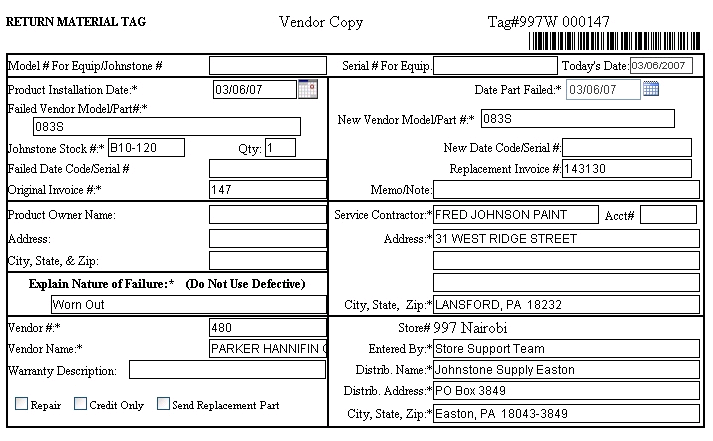 RETURN MATERIAL TAG Vendor Copy Tag#997W 000147
Model # For Equip/Johnstone # Serial # For Equip. Today's Date: 03/06/2007
Product Installation Date:* 03/06/07 Date Part Failed:* 03/06/07
Failed Vendor Model/Part#:*
083S New Vendor Model/Part #:* 083S
Johnstone Stock #:* B10-120 Qty: 1 New Date Code/Serial #:
Failed Date Code/Serial # Replacement Invoice #: 143130
Original Invoice #:* 147 Memo/Note:
Product Owner Name: Service Contractor:* FRED JOHNSON PAINT Acct#
Address: Address:* 31 WEST RIDGE STREET
City, State, & Zip:
Explain Nature of Failure:* (Do Not Use Defective)
Worn Out City, State, Zip:* LANSFORD, PA 18232
Vendor #:* 480 Store# 997 Nairobi
Vendor Name:* PARKER HANNIFIN Entered By:* Store Support Team
Warranty Description: Distrib. Name:* Johnstone Supply Easton
Distrib. Address:* PO Box 3849
Repair Credit Only Send Replacement Part City, State, Zip:* Easton, PA 18043-3849